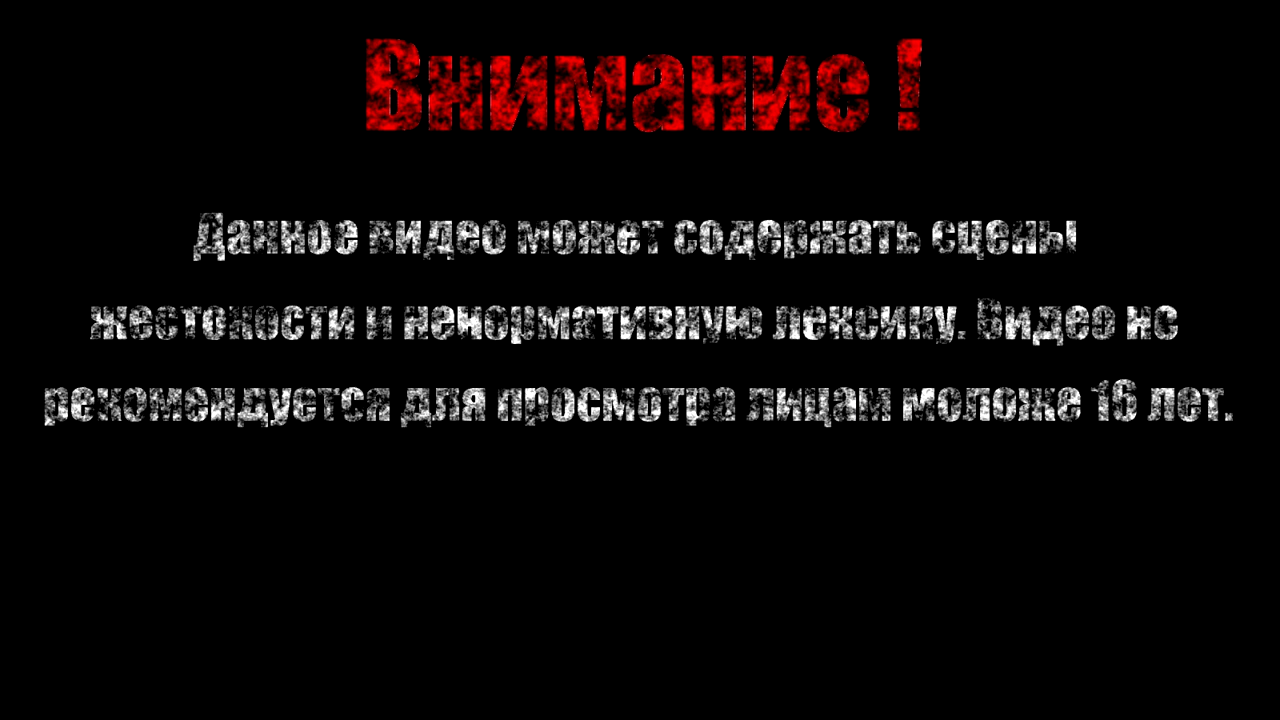 Внимание !
Данное видео может содержать сцены
жестокости и ненормативную лексику. Видео не
рекомендуется для просмотра лицам моложе 16 лет.